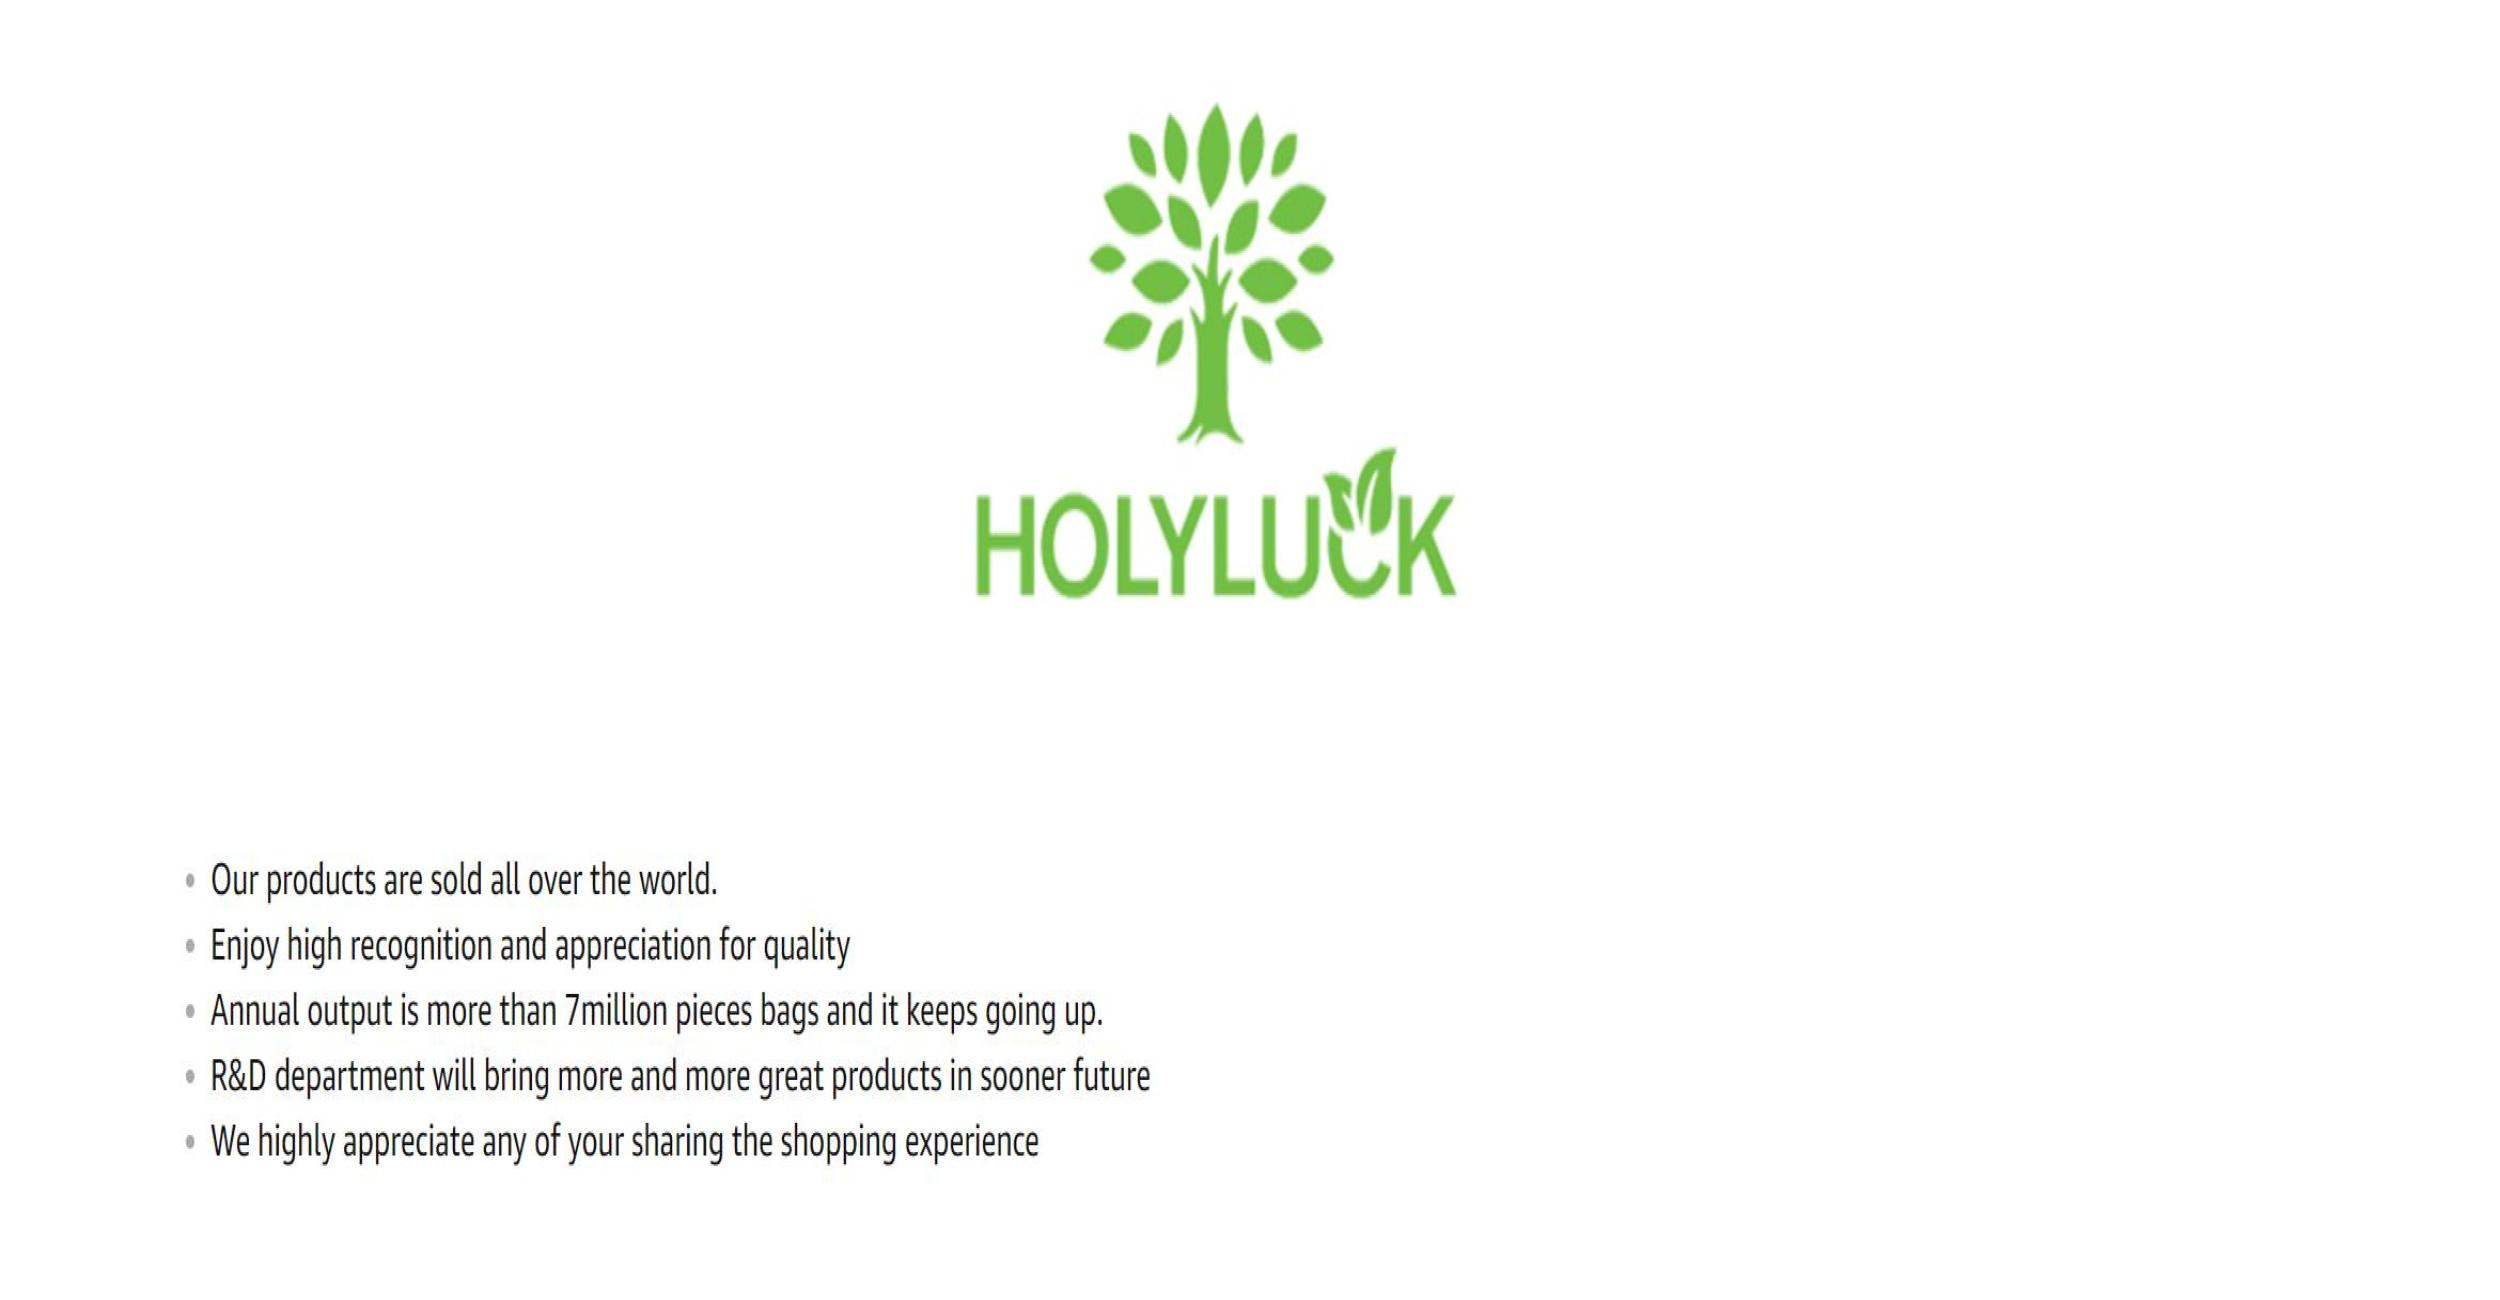 HOLYLUCK
• Our products are sold all over the world.
• Enjoy high recognition and appreciation for quality
• Annual output is more than 7million pieces bags and it keeps going up.
• R&D department will bring more and more great products in sooner future
• We highly appreciate any of your sharing the shopping experience